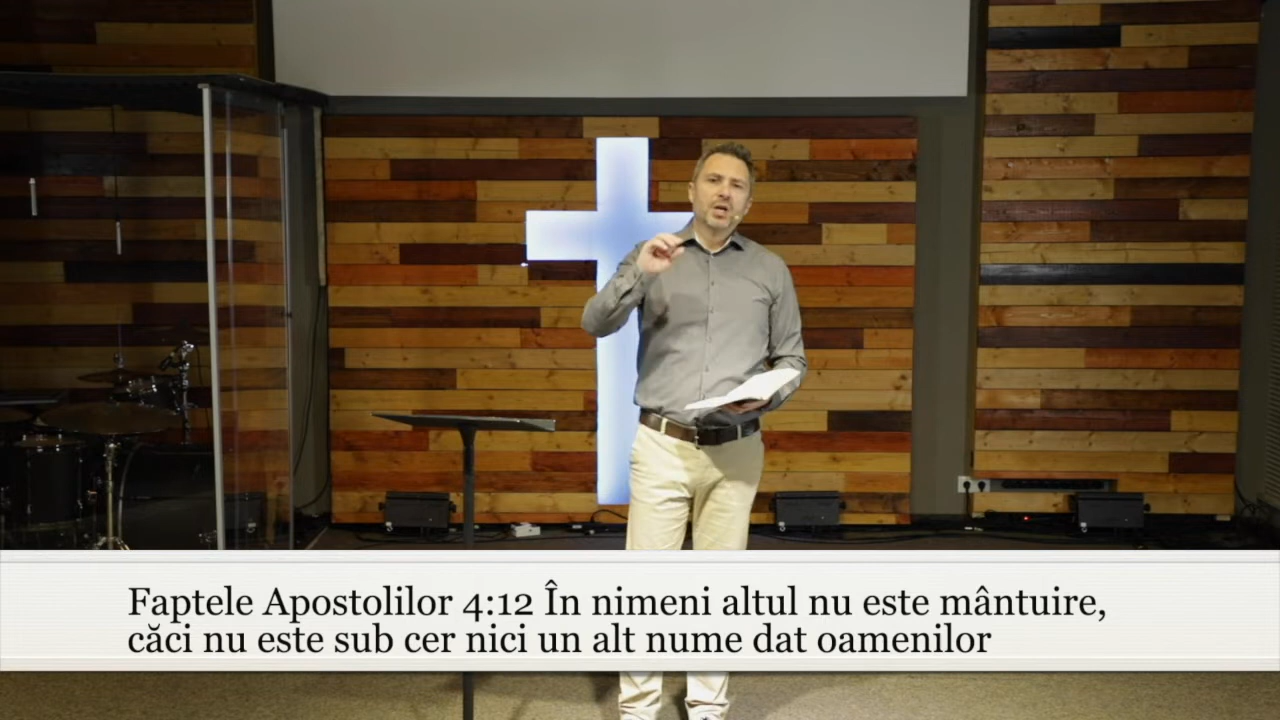 Faptele Apostolilor 4:12 În nimeni altul nu este mântuire,
căci nu este sub cer nici un alt nume dat oamenilor